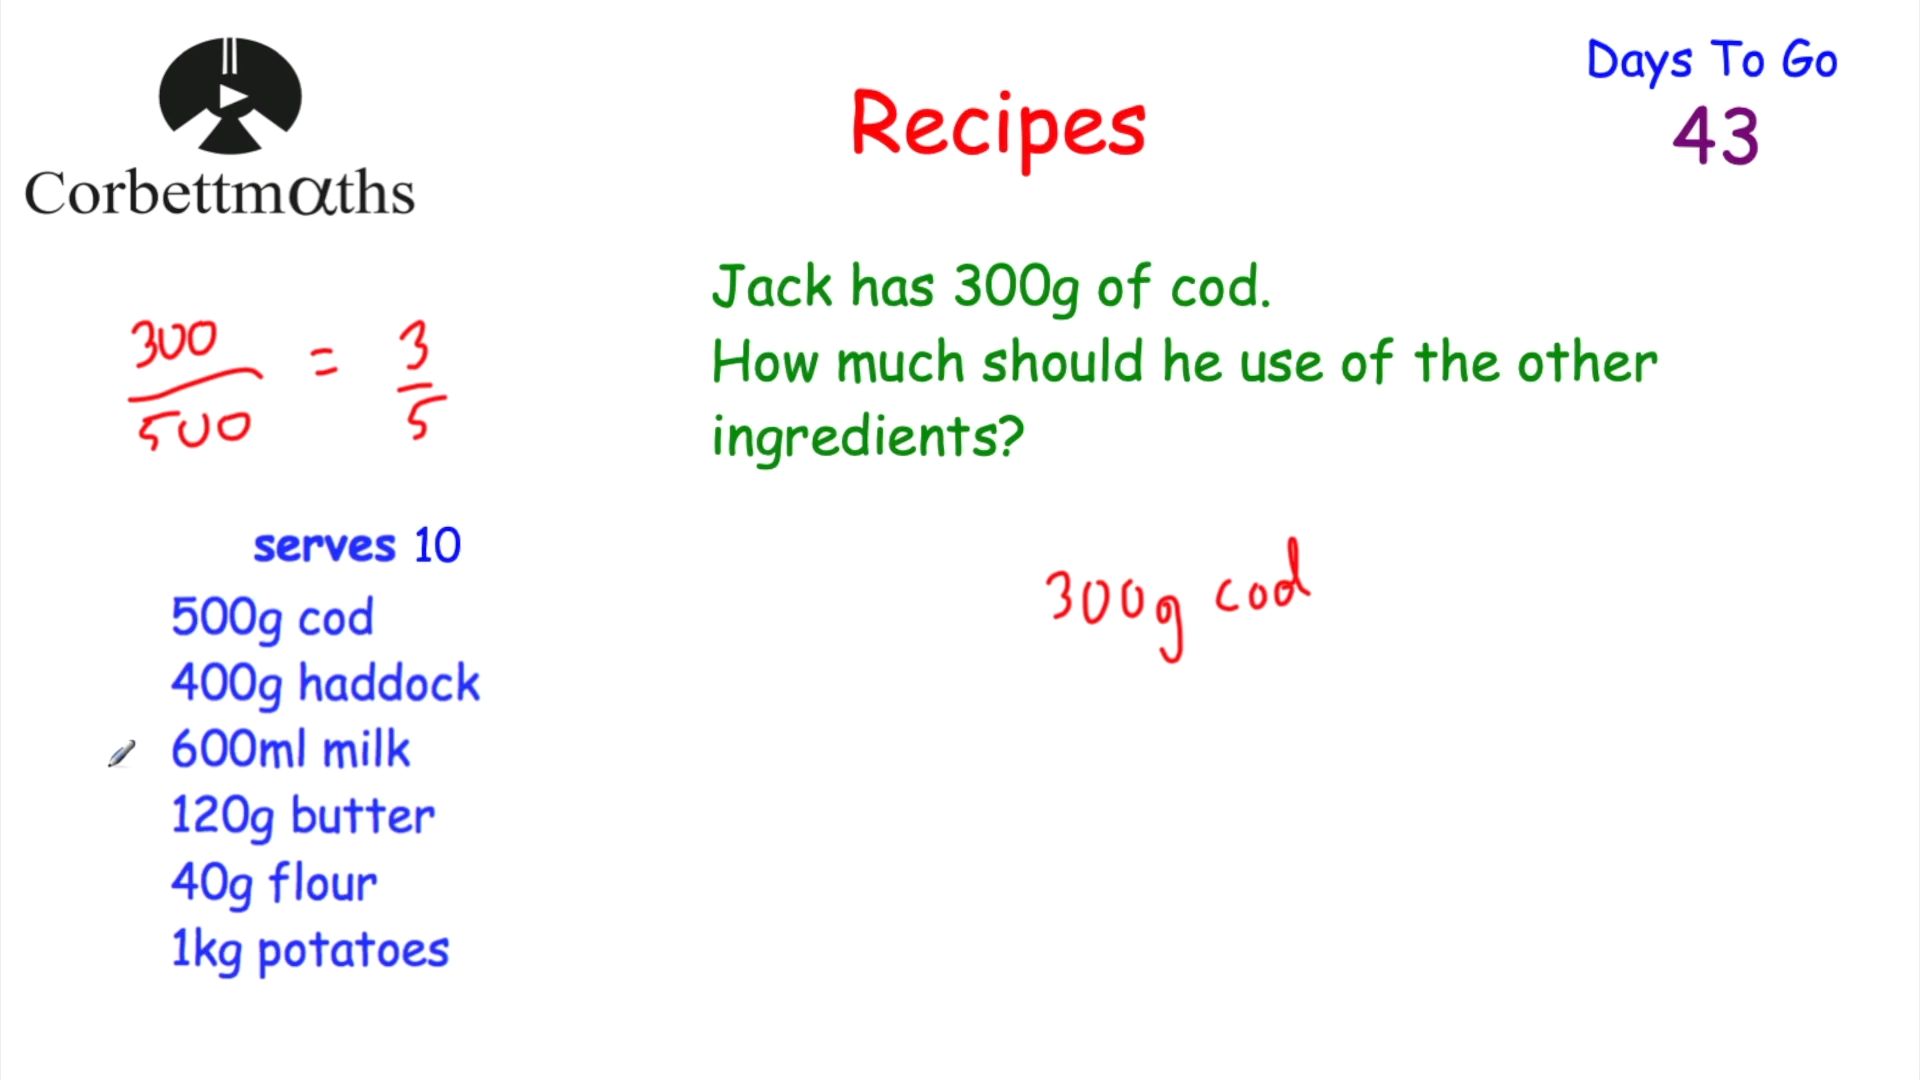 Corbettmαths
Recipes
Days To Go
43
Jack has 300g of cod.
How much should he use of the other
ingredients?
300/500 = 3/5
serves 10
500g cod
400g haddock
600ml milk
120g butter
40g flour
1kg potatoes
300g cod